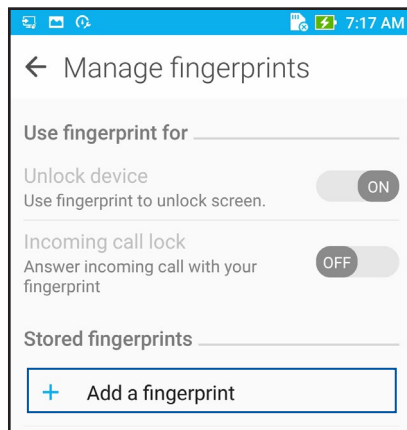 7:17 AM
Manage fingerprints
Use fingerprint for
Unlock device
ON
Use fingerprint to unlock screen.
Incoming call lock
OFF
Answer incoming call with your
fingerprint
Stored fingerprints
+ Add a fingerprint